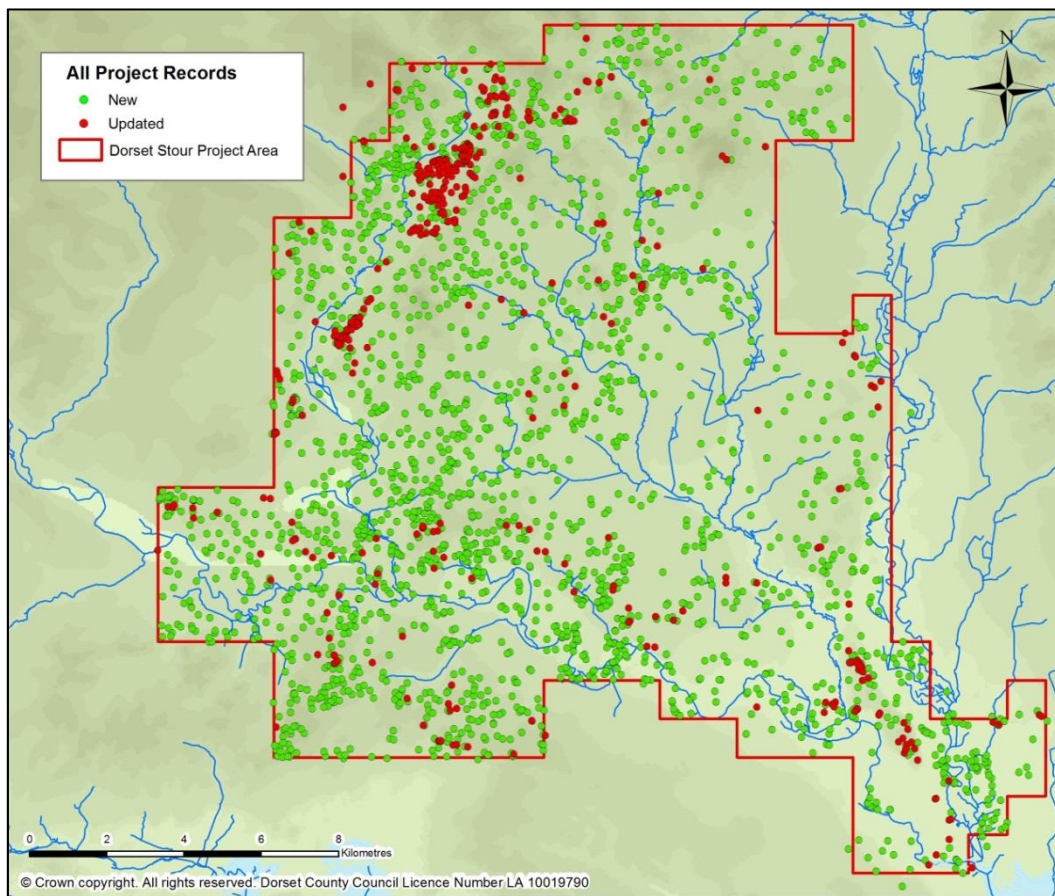 All Project Records
New
Updated
Dorset Stour Project Area
N
0 2 4 6 8
Kilometres
© Crown copyright. All rights reserved. Dorset County Council Licence Number LA 10019790